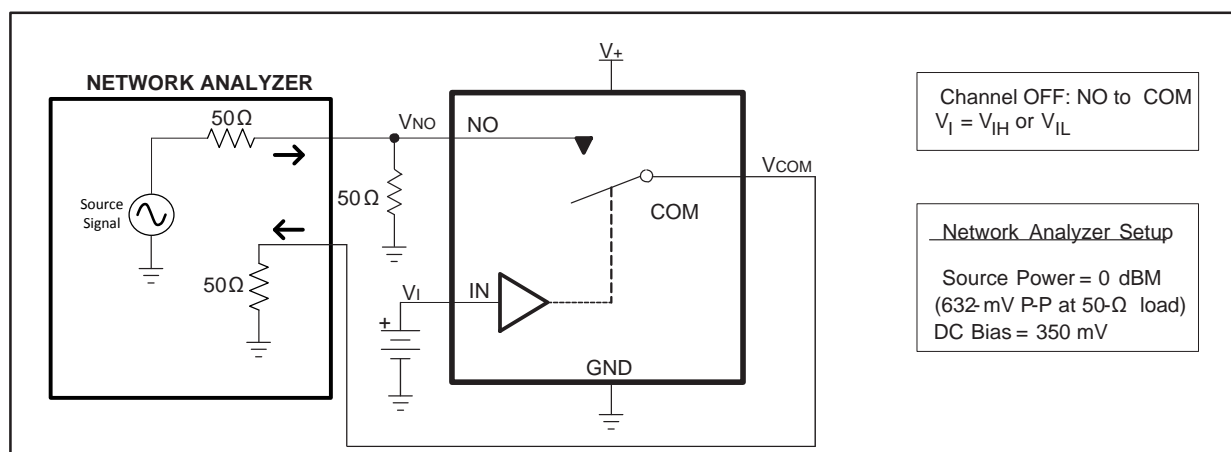 V+
NETWORK ANALYZER
50Ω
VNO
NO
Channel OFF: NO to COM
VI = VIH or VIL
VCOM
50Ω
Source
Signal
COM
Network Analyzer Setup
50Ω
VI
IN
Source Power = 0 dBM
(632-mV P-P at 50-Ω load)
DC Bias = 350 mV
+
GND